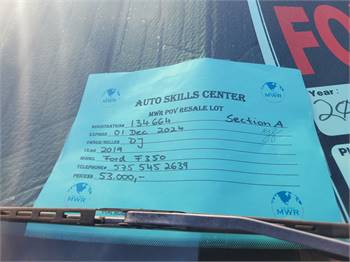 FO
Year:
MWR
MWR
AUTO SKILLS CENTER
MWR POV RESALE LOT
REGISTRATION# 134664 Section A
EXPIRES 01 Dec 2024
OWNER/SELLER DJ
YEAR 2019
MODEL Ford F350
TELEPHONE# 575 545 2639
PRICE($) 53.000,-
MWR
MWR